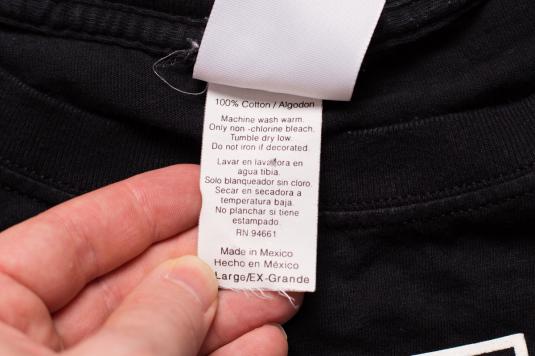 100% Cotton / Algodon
Machine wash warm.
Only non -chlorine bleach.
Tumble dry low.
Do not iron if decorated.
Lavar en lavadora en
agua tibia.
Solo blanqueador sin cloro.
Secar en secadora a
temperatura baja.
No planchar si tiene
estampado.
RN 94661
Made in Mexico
Hecho en México
Large/EX-Grande